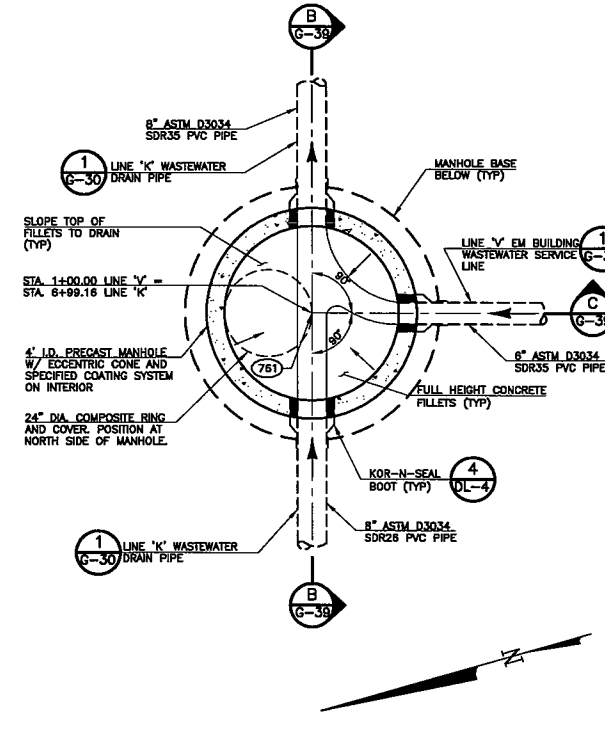 B
G-39
8" ASTM D3034
SDR35 PVC PIPE
1
G-30
LINE "K" WASTEWATER
DRAIN PIPE
MANHOLE BASE
BELOW (TYP)
SLOPE TOP OF
FILLETS TO DRAIN
(TYP)
LINE "V" EM BUILDING
WASTEWATER SERVICE
LINE
STA. 1+00.00 LINE "V" =
STA. 6+99.16 LINE "K"
C
90°
90°
761
4' I.D. PRECAST MANHOLE
W/ ECCENTRIC CONE AND
SPECIFIED COATING SYSTEM
ON INTERIOR
6" ASTM D3034
SDR35 PVC PIPE
FULL HEIGHT CONCRETE
FILLETS (TYP)
24" DIA. COMPOSITE RING
AND COVER. POSITION AT
NORTH SIDE OF MANHOLE.
KOR-N-SEAL
BOOT (TYP)
4
DL-4
8" ASTM D3034
SDR26 PVC PIPE
1
G-30
LINE "K" WASTEWATER
DRAIN PIPE
B
G-39
N